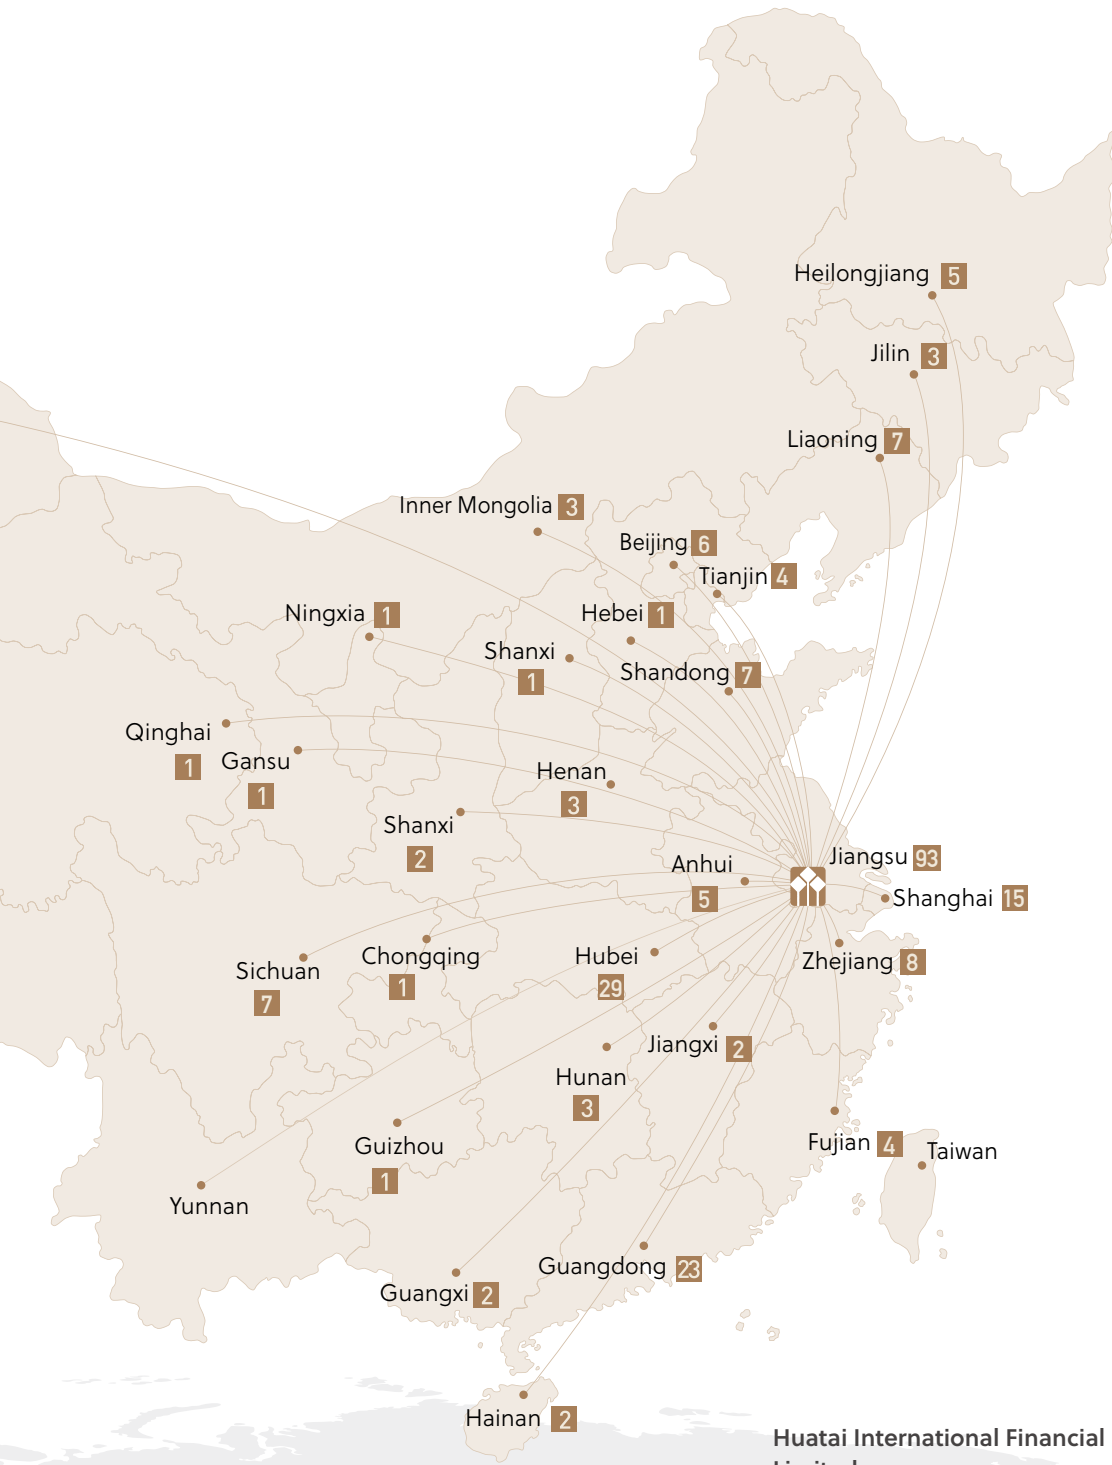 Heilongjiang 5
Jilin 3
Liaoning 7
Inner Mongolia 3
Beijing 6
Tianjin 4
Ningxia 1
Hebei 1
Shanxi
1
Shandong 7
Qinghai
1
Gansu
1
Henan
3
Shanxi
2
Anhui
5
Jiangsu 93
Shanghai 15
Sichuan
7
Chongqing
1
Hubei
29
Zhejiang 8
Jiangxi 2
Hunan
3
Guizhou
1
Fujian 4
Taiwan
Yunnan
Guangdong 23
Guangxi 2
Hainan 2
Huatai International Financial